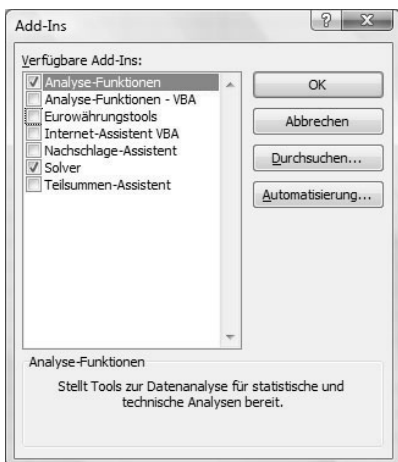 Add-Ins
Verfügbare Add-Ins:
Analyse-Funktionen
Analyse-Funktionen - VBA
Eurowährungstools
Internet-Assistent VBA
Nachschlage-Assistent
Solver
Teilsummen-Assistent
OK
Abbrechen
Durchsuchen...
Automatisierung...
Analyse-Funktionen
Stellt Tools zur Datenanalyse für statistische und
technische Analysen bereit.